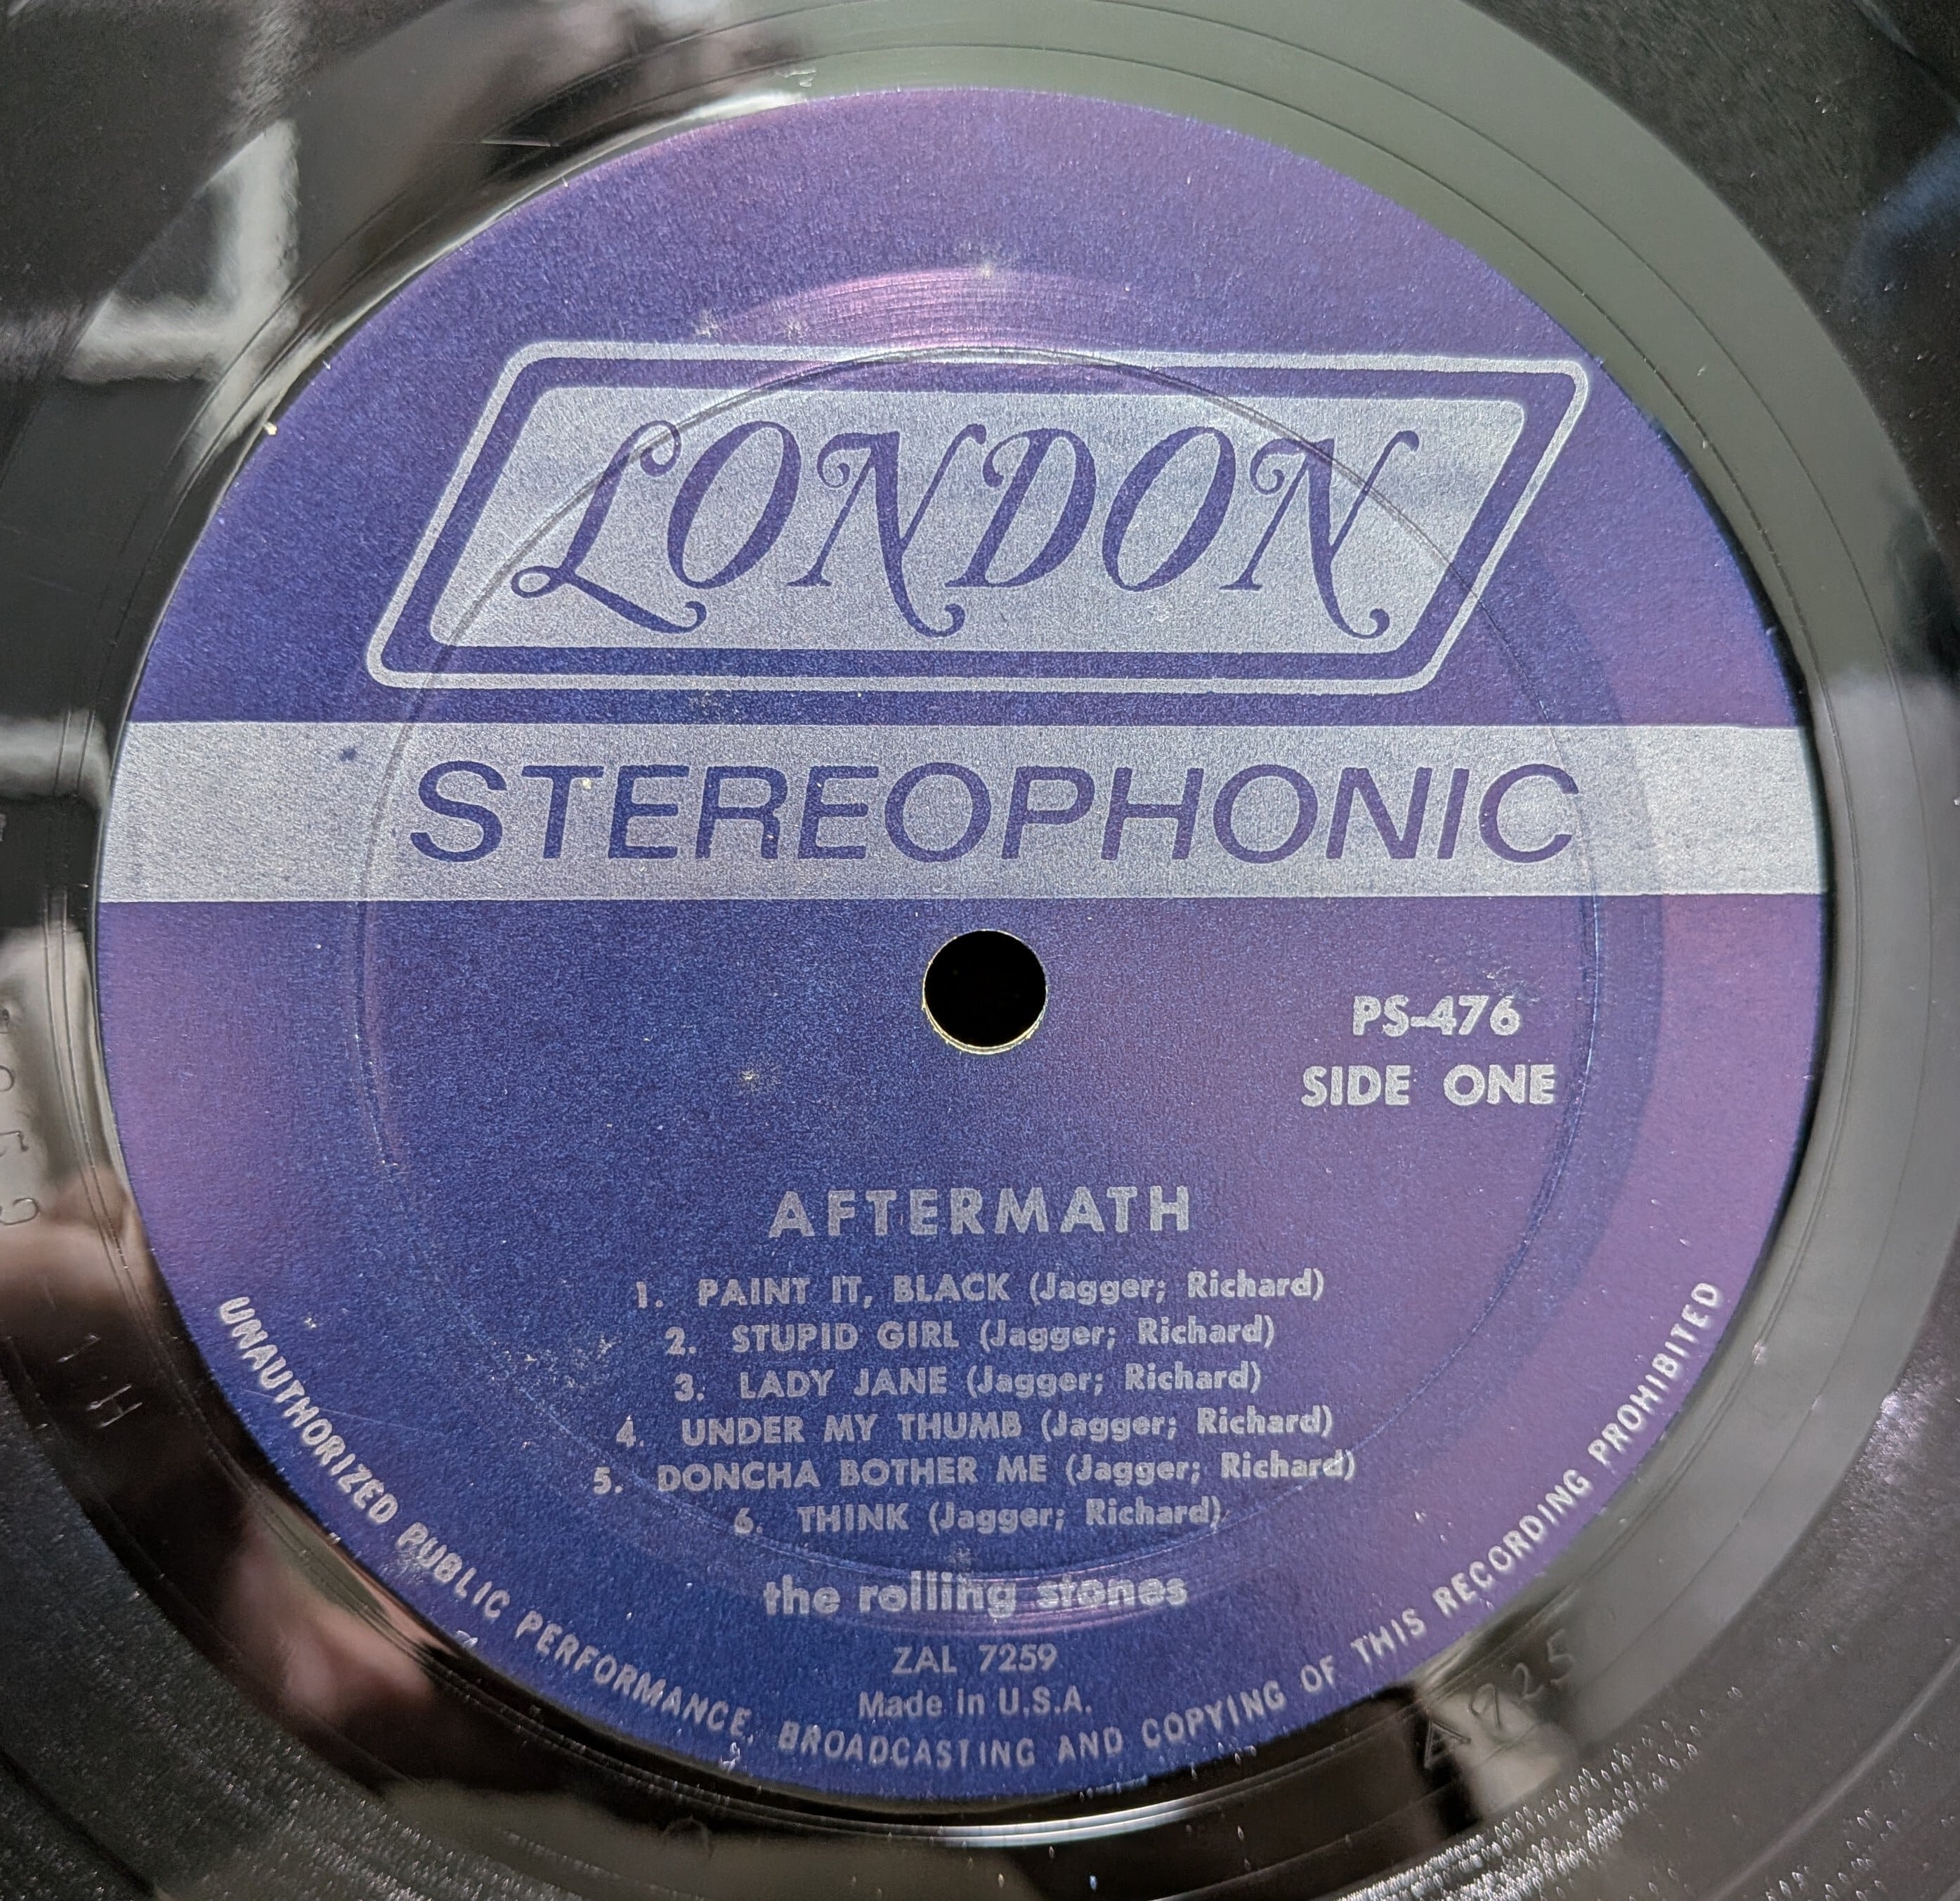 LONDON
STEREOPHONIC
PS-476
SIDE ONE
AFTERMATH
1. PAINT IT, BLACK (Jagger; Richard)
2. STUPID GIRL (Jagger; Richard)
3. LADY JANE (Jagger; Richard)
4. UNDER MY THUMB (Jagger; Richard)
5. DONCHA BOTHER ME (Jagger; Richard)
6. THINK (Jagger; Richard)
the rolling stones
ZAL 7259
Made in U.S.A.
UNAUTHORIZED PUBLIC PERFORMANCE, BROADCASTING AND COPYING OF THIS RECORDING PROHIBITED